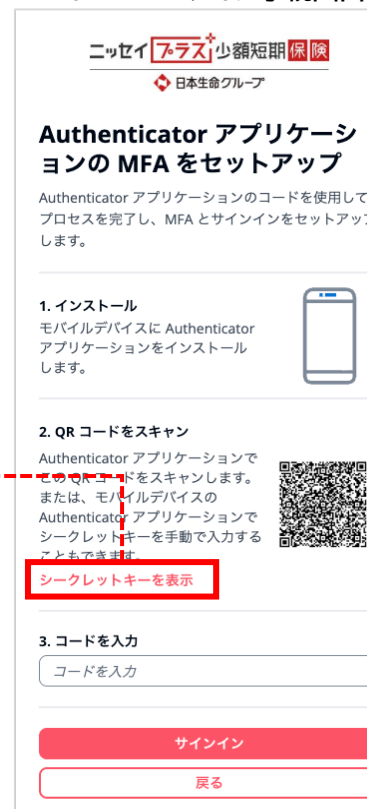 ニッセイプラス少額短期保険
日本生命グループ
Authenticator アプリケーシ
ョンの MFA をセットアップ
Authenticator アプリケーションのコードを使用して
プロセスを完了し、MFA とサインインをセットアップ
します。
1. インストール
モバイルデバイスに Authenticator
アプリケーションをインストール
します。
2. QR コードをスキャン
Authenticator アプリケーションで
この QR コードをスキャンします。
または、モバイルデバイスの
Authenticator アプリケーションで
シークレットキーを手動で入力する
こともできます。
シークレットキーを表示
3. コードを入力
コードを入力
サインイン
戻る